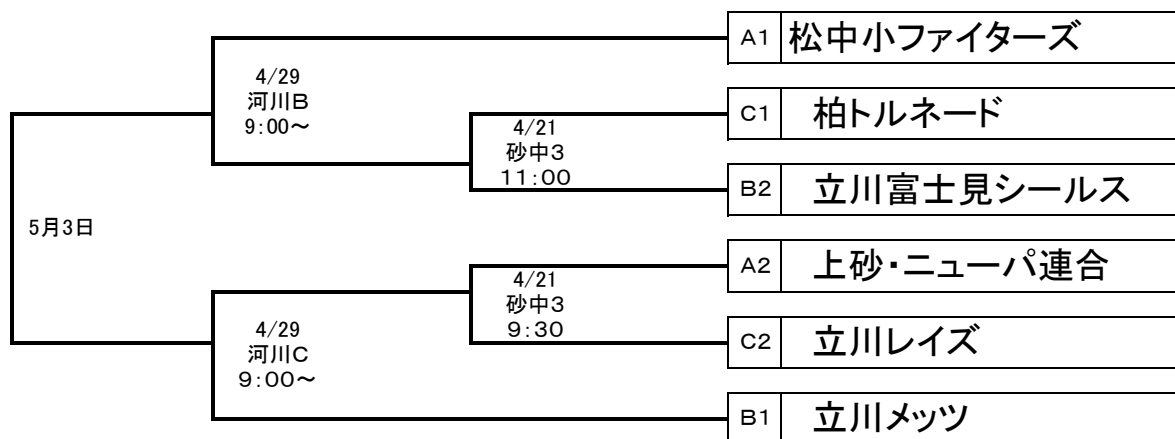 A1 松中小ファイターズ
4/29
河川B
9:00～
C1 柏トルネード
4/21
砂中3
11:00
B2 立川富士見シールス
5月3日
A2 上砂・ニューパ連合
4/21
砂中3
9:30
C2 立川レイズ
4/29
河川C
9:00～
B1 立川メッツ